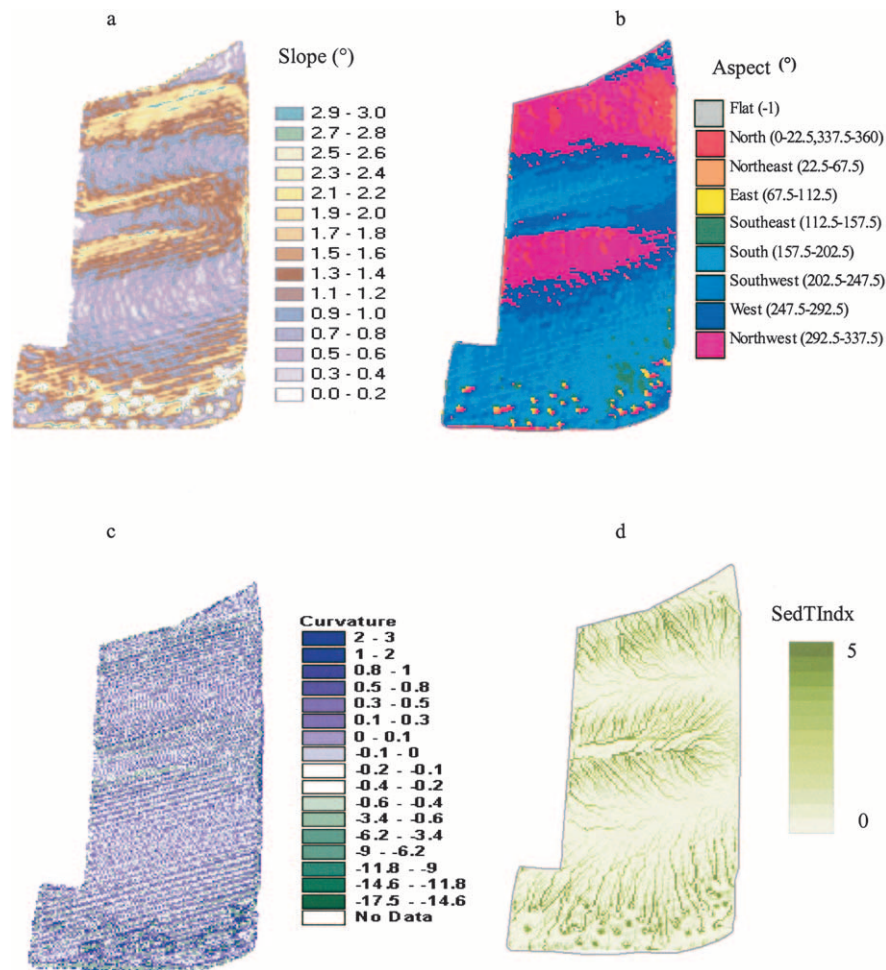 a
Slope (°)
2.9 - 3.0
2.7 - 2.8
2.5 - 2.6
2.3 - 2.4
2.1 - 2.2
1.9 - 2.0
1.7 - 1.8
1.5 - 1.6
1.3 - 1.4
1.1 - 1.2
0.9 - 1.0
0.7 - 0.8
0.5 - 0.6
0.3 - 0.4
0.0 - 0.2
b
Aspect (°)
Flat (-1)
North (0-22.5,337.5-360)
Northeast (22.5-67.5)
East (67.5-112.5)
Southeast (112.5-157.5)
South (157.5-202.5)
Southwest (202.5-247.5)
West (247.5-292.5)
Northwest (292.5-337.5)
c
Curvature
2 - 3
1 - 2
0.8 - 1
0.5 - 0.8
0.3 - 0.5
0.1 - 0.3
0 - 0.1
-0.1 - 0
-0.2 - -0.1
-0.4 - -0.2
-0.6 - -0.4
-3.4 - -0.6
-6.2 - -3.4
-9 - -6.2
-11.8 - -9
-14.6 - -11.8
-17.5 - -14.6
No Data
d
SedTIndx
5
0